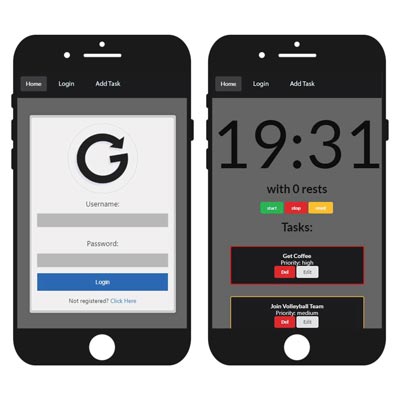 Home Login Add Task
Username:
Password:
Login
Not registered? Click Here
Home Login Add Task
19:31
with 0 rests
start stop reset
Tasks:
Get Coffee
Priority: high
Del Edit
Join Volleyball Team
Priority: medium
Del Edit